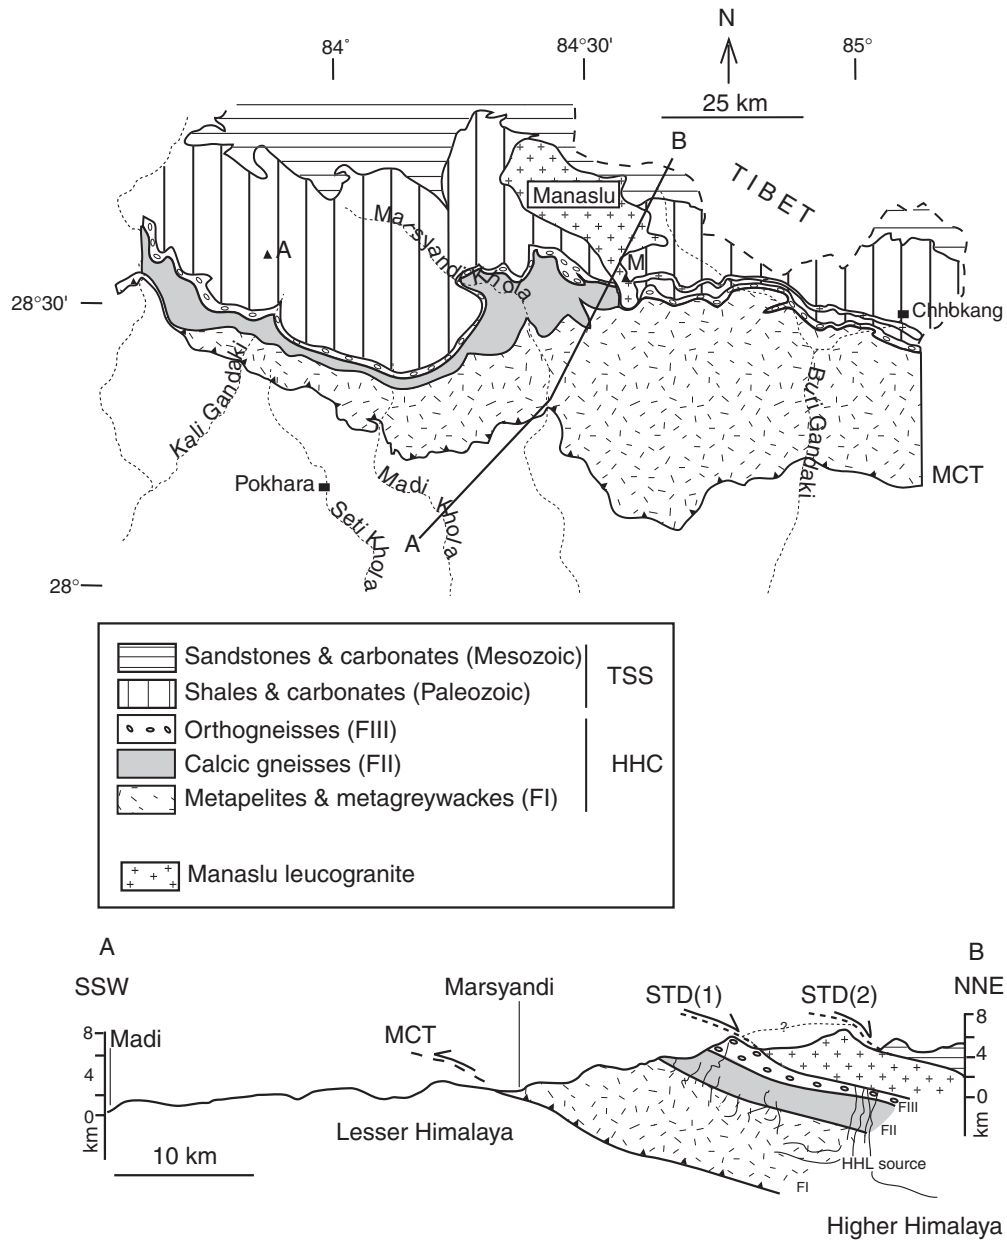 N
84°
84°30'
85°
25 km
B
TIBET
Manaslu
Marsyandi Khola
A
M
28°30'
Chhokang
Kali Gandaki
Buri Gandaki
MCT
Pokhara
Madi Khola
Seti Khola
A
28°
Sandstones & carbonates (Mesozoic)
TSS
Shales & carbonates (Paleozoic)
Orthogneisses (FIII)
Calcic gneisses (FII)
HHC
Metapelites & metagreywackes (FI)
Manaslu leucogranite
A
B
SSW
Marsyandi
STD(1)
STD(2)
NNE
8
Madi
MCT
?
8
4
4
0
0
km
km
FIII
FII
Lesser Himalaya
10 km
HHL source
FI
Higher Himalaya